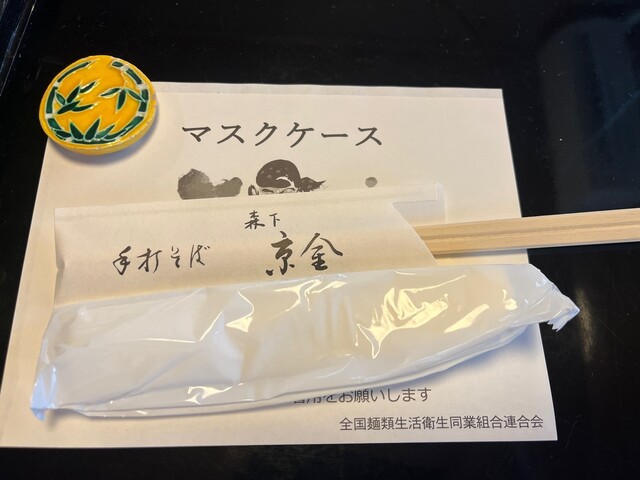 マスクケース
森下
手打そば 京金
用をお願いします
全国麺類生活衛生同業組合連合会